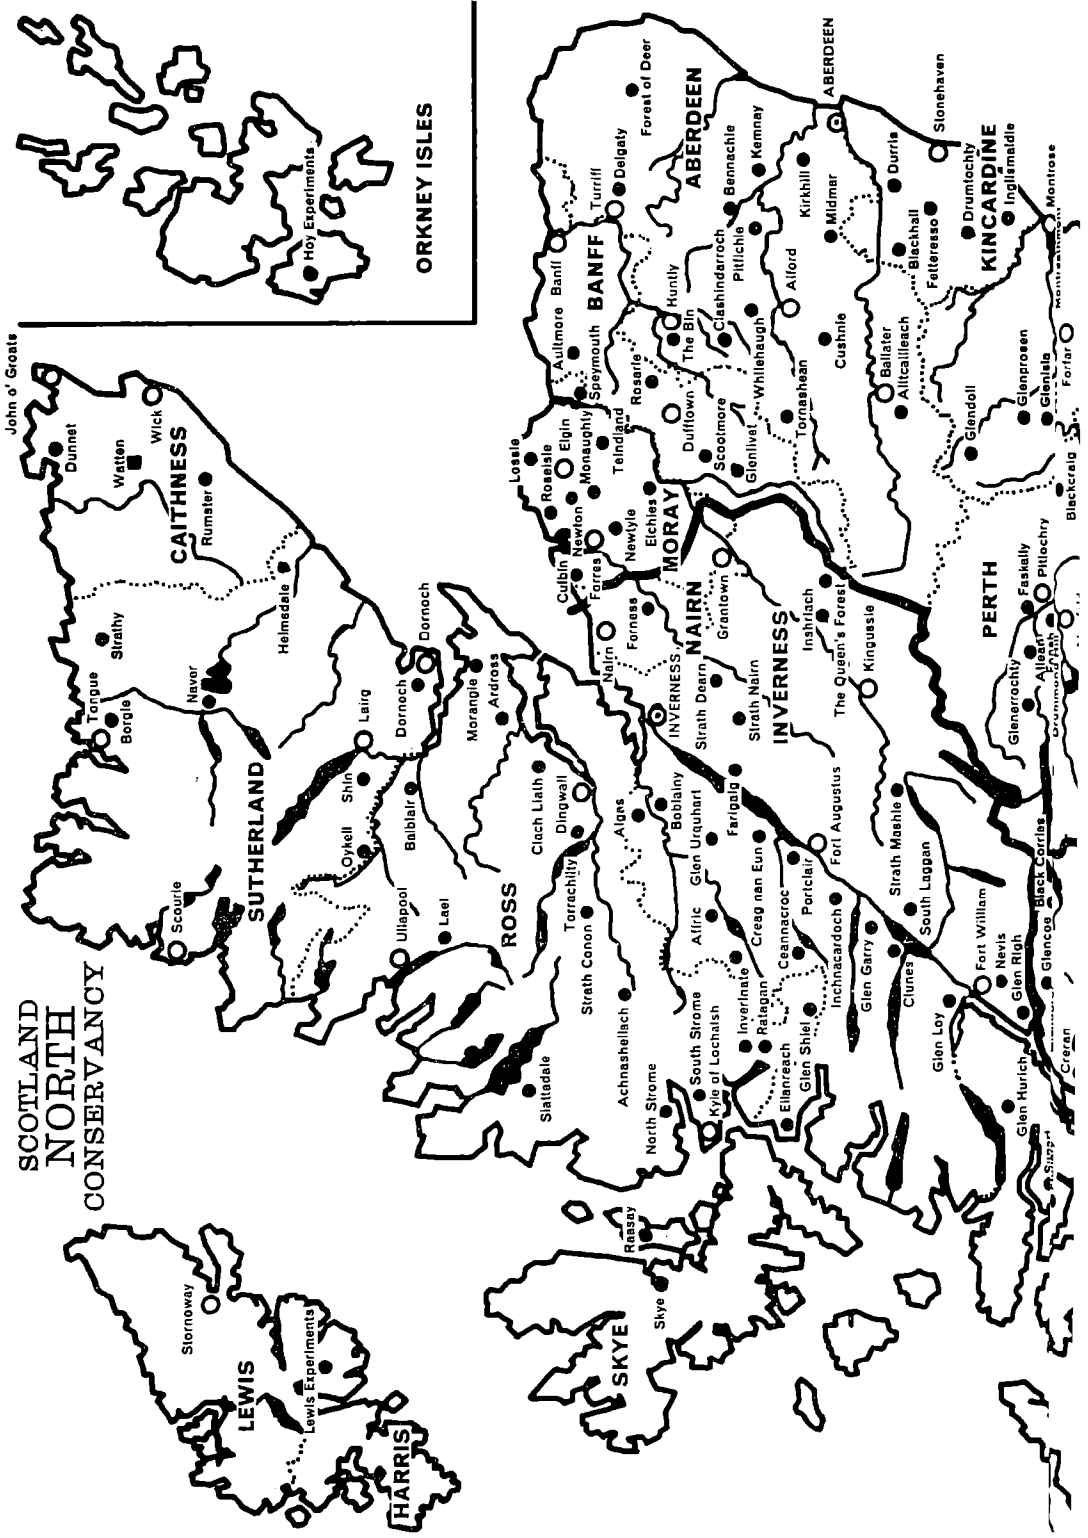 SCOTLAND
NORTH
CONSERVANCY
ORKNEY ISLES
Hoy Experiments
John o' Groats
Dunnet
Watten
Wick
CAITHNESS
Rumster
Tongue
Strathy
Borgie
Naver
Helmsdale
SUTHERLAND
Scourie
Shin
Lairg
Oykell
Dornoch
Dornoch
Balblair
Morangie
Ardross
Ullapool
Lael
ROSS
Clach Liath
Dingwall
Torrachilty
Strath Conon
Achnashellach
Slattadale
North Strome
South Strome
Kyle of Lochalsh
Stornoway
LEWIS
Lewis Experiments
HARRIS
SKYE
Skye
Raasay
Lossie
Roseisle
Elgin
Monaughty
Teindland
Culbin
Newton
Forres
Newtyle
Elchies
MORAY
Speymouth
Aultmore
Banff
BANFF
Turriff
Delgaty
Forest of Deer
ABERDEEN
ABERDEEN
Rosarie
The Bin
Huntly
Dufftown
Scootmore
Glenlivet
Clashindarroch
Whitehaugh
Pitfichie
Bennachie
Kemnay
Kirkhill
Midmar
Alford
Tornashean
Cushnie
Ballater
Alltcailleach
Durris
Blackhall
Fetteresso
Stonehaven
Drumtochty
KINCARDINE
Inglismaldie
Montrose
Glendoll
Glenprosen
Glenisla
Forfar
Blackcraig
Nairn
Forness
NAIRN
Grantown
INVERNESS
Strath Dearn
Strath Nairn
INVERNESS
Inshriach
The Queen's Forest
Kingussie
PERTH
Faskally
Pitlochry
Glenerrochty
Allean
Algas
Boblainy
Glen Urquhart
Farigaig
Affric
Creag nan Eun
Fort Augustus
Portclair
Ceannacroc
Inchnacardoch
Glen Garry
Clunes
Strath Mashie
South Laggan
Inverinate
Ratagan
Glen Shiel
Eilanreach
Glen Loy
Fort William
Nevis
Glen Righ
Glencoe
Black Corries
Glen Hurich
Creran